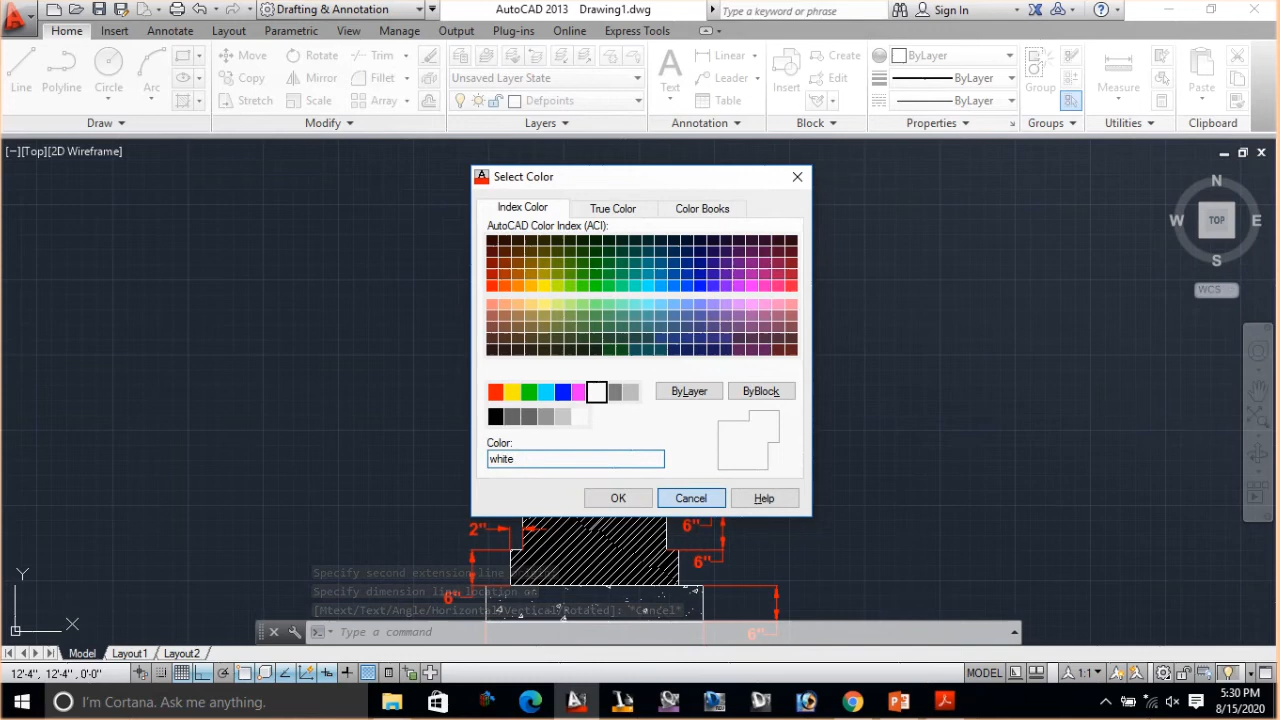 Drafting & Annotation
AutoCAD 2013 Drawing1.dwg
Type a keyword or phrase
Sign In
Home Insert Annotate Layout Parametric View Manage Output Plug-ins Online Express Tools
Line Polyline Circle Arc
Move Rotate Trim
Copy Mirror Fillet
Stretch Scale Array
Unsaved Layer State
Defpoints
Text
Linear
Leader
Table
Insert
Create
Edit
ByLayer
ByLayer
ByLayer
Group
Measure
Paste
Draw Modify Layers Annotation Block Properties Groups Utilities Clipboard
[−][Top][2D Wireframe]
N
W TOP E
S
WCS
Select Color
Index Color True Color Color Books
AutoCAD Color Index (ACI):
ByLayer ByBlock
Color:
white
OK Cancel Help
2"
6"
6"
6"
6"
Specify second extension line
Specify dimension line location or
[Mtext/Text/Angle/Horizontal/Vertical/Rotated]: *Cancel*
Y
X
Type a command
Model Layout1 Layout2
12'-4", 12'-4", 0'-0"
MODEL
1:1
I'm Cortana. Ask me anything.
5:30 PM
8/15/2020